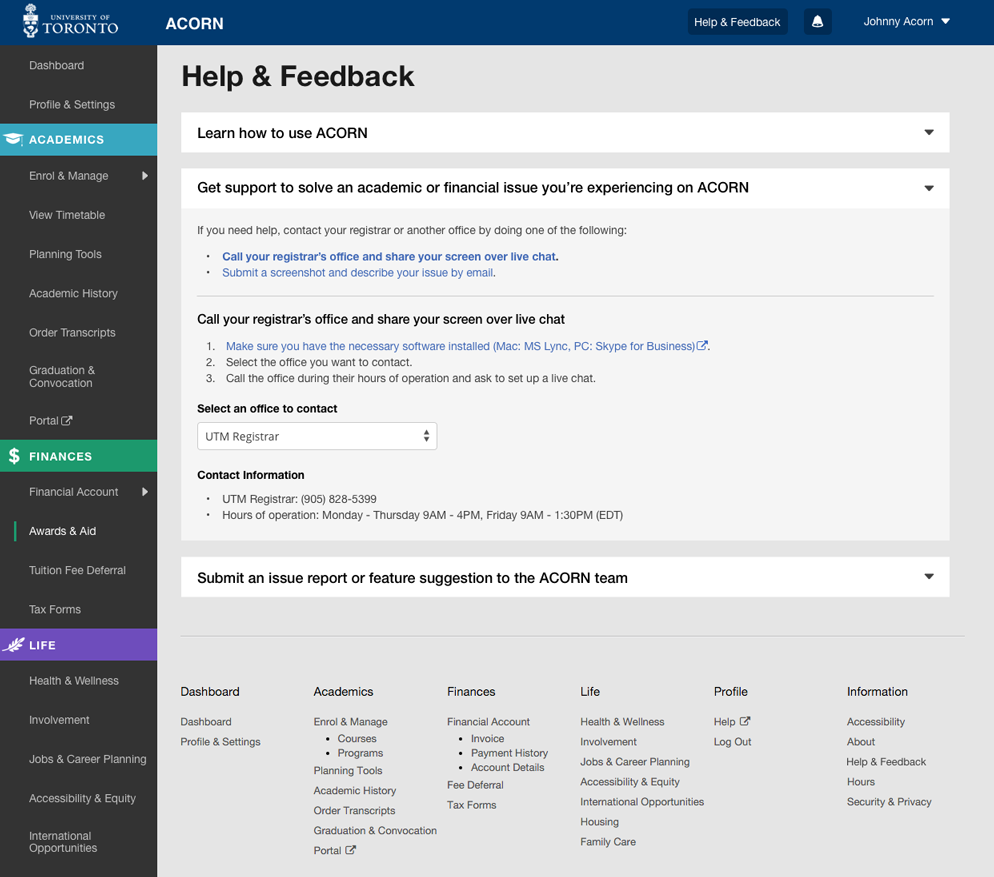 UNIVERSITY OF
TORONTO
ACORN
Help & Feedback
Johnny Acorn
Dashboard
Profile & Settings
ACADEMICS
Enrol & Manage
View Timetable
Planning Tools
Academic History
Order Transcripts
Graduation &
Convocation
Portal
$ FINANCES
Financial Account
Awards & Aid
Tuition Fee Deferral
Tax Forms
LIFE
Health & Wellness
Involvement
Jobs & Career Planning
Accessibility & Equity
International
Opportunities
Help & Feedback
Learn how to use ACORN
Get support to solve an academic or financial issue you’re experiencing on ACORN
If you need help, contact your registrar or another office by doing one of the following:
• Call your registrar’s office and share your screen over live chat.
• Submit a screenshot and describe your issue by email.
Call your registrar’s office and share your screen over live chat
1. Make sure you have the necessary software installed (Mac: MS Lync, PC: Skype for Business).
2. Select the office you want to contact.
3. Call the office during their hours of operation and ask to set up a live chat.
Select an office to contact
UTM Registrar
Contact Information
• UTM Registrar: (905) 828-5399
• Hours of operation: Monday - Thursday 9AM - 4PM, Friday 9AM - 1:30PM (EDT)
Submit an issue report or feature suggestion to the ACORN team
Dashboard
Dashboard
Profile & Settings
Academics
Enrol & Manage
• Courses
• Programs
Planning Tools
Academic History
Order Transcripts
Graduation & Convocation
Portal
Finances
Financial Account
• Invoice
• Payment History
• Account Details
Fee Deferral
Tax Forms
Life
Health & Wellness
Involvement
Jobs & Career Planning
Accessibility & Equity
International Opportunities
Housing
Family Care
Profile
Help
Log Out
Information
Accessibility
About
Help & Feedback
Hours
Security & Privacy